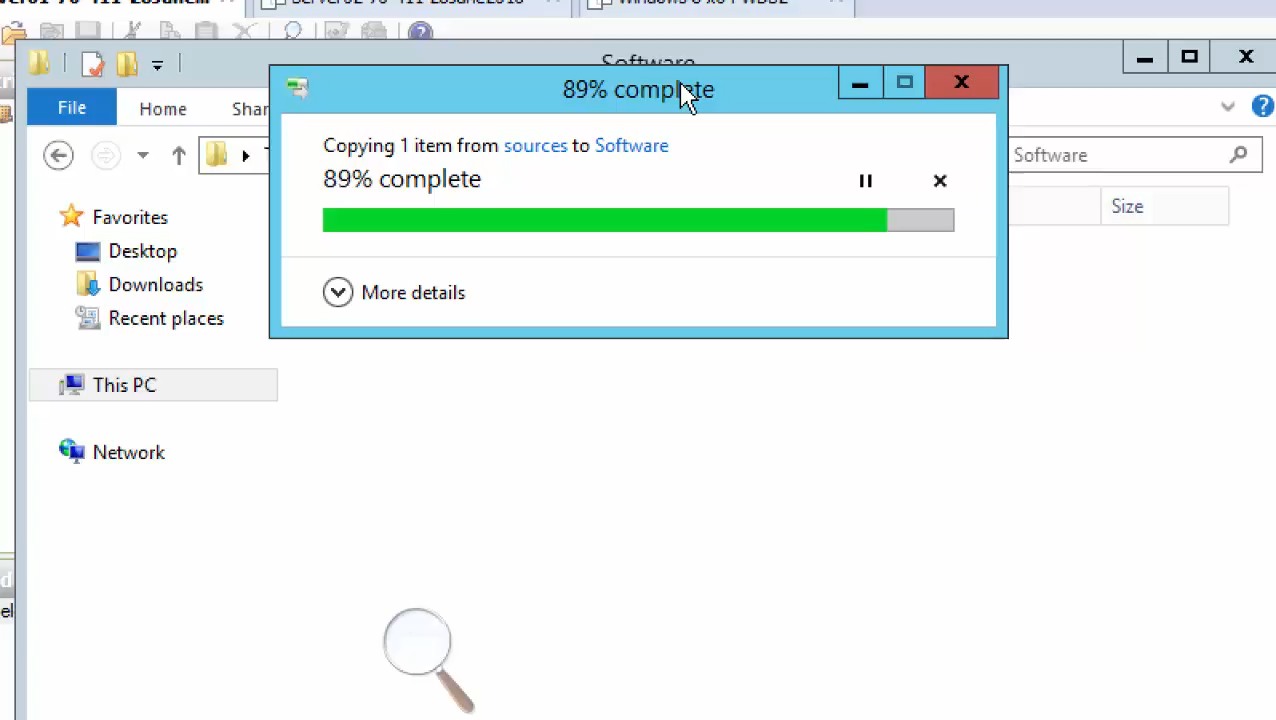 Software
89% complete
File
Home
Copying 1 item from sources to Software
89% complete
Software
Favorites
Size
Desktop
Downloads
More details
Recent places
This PC
Network